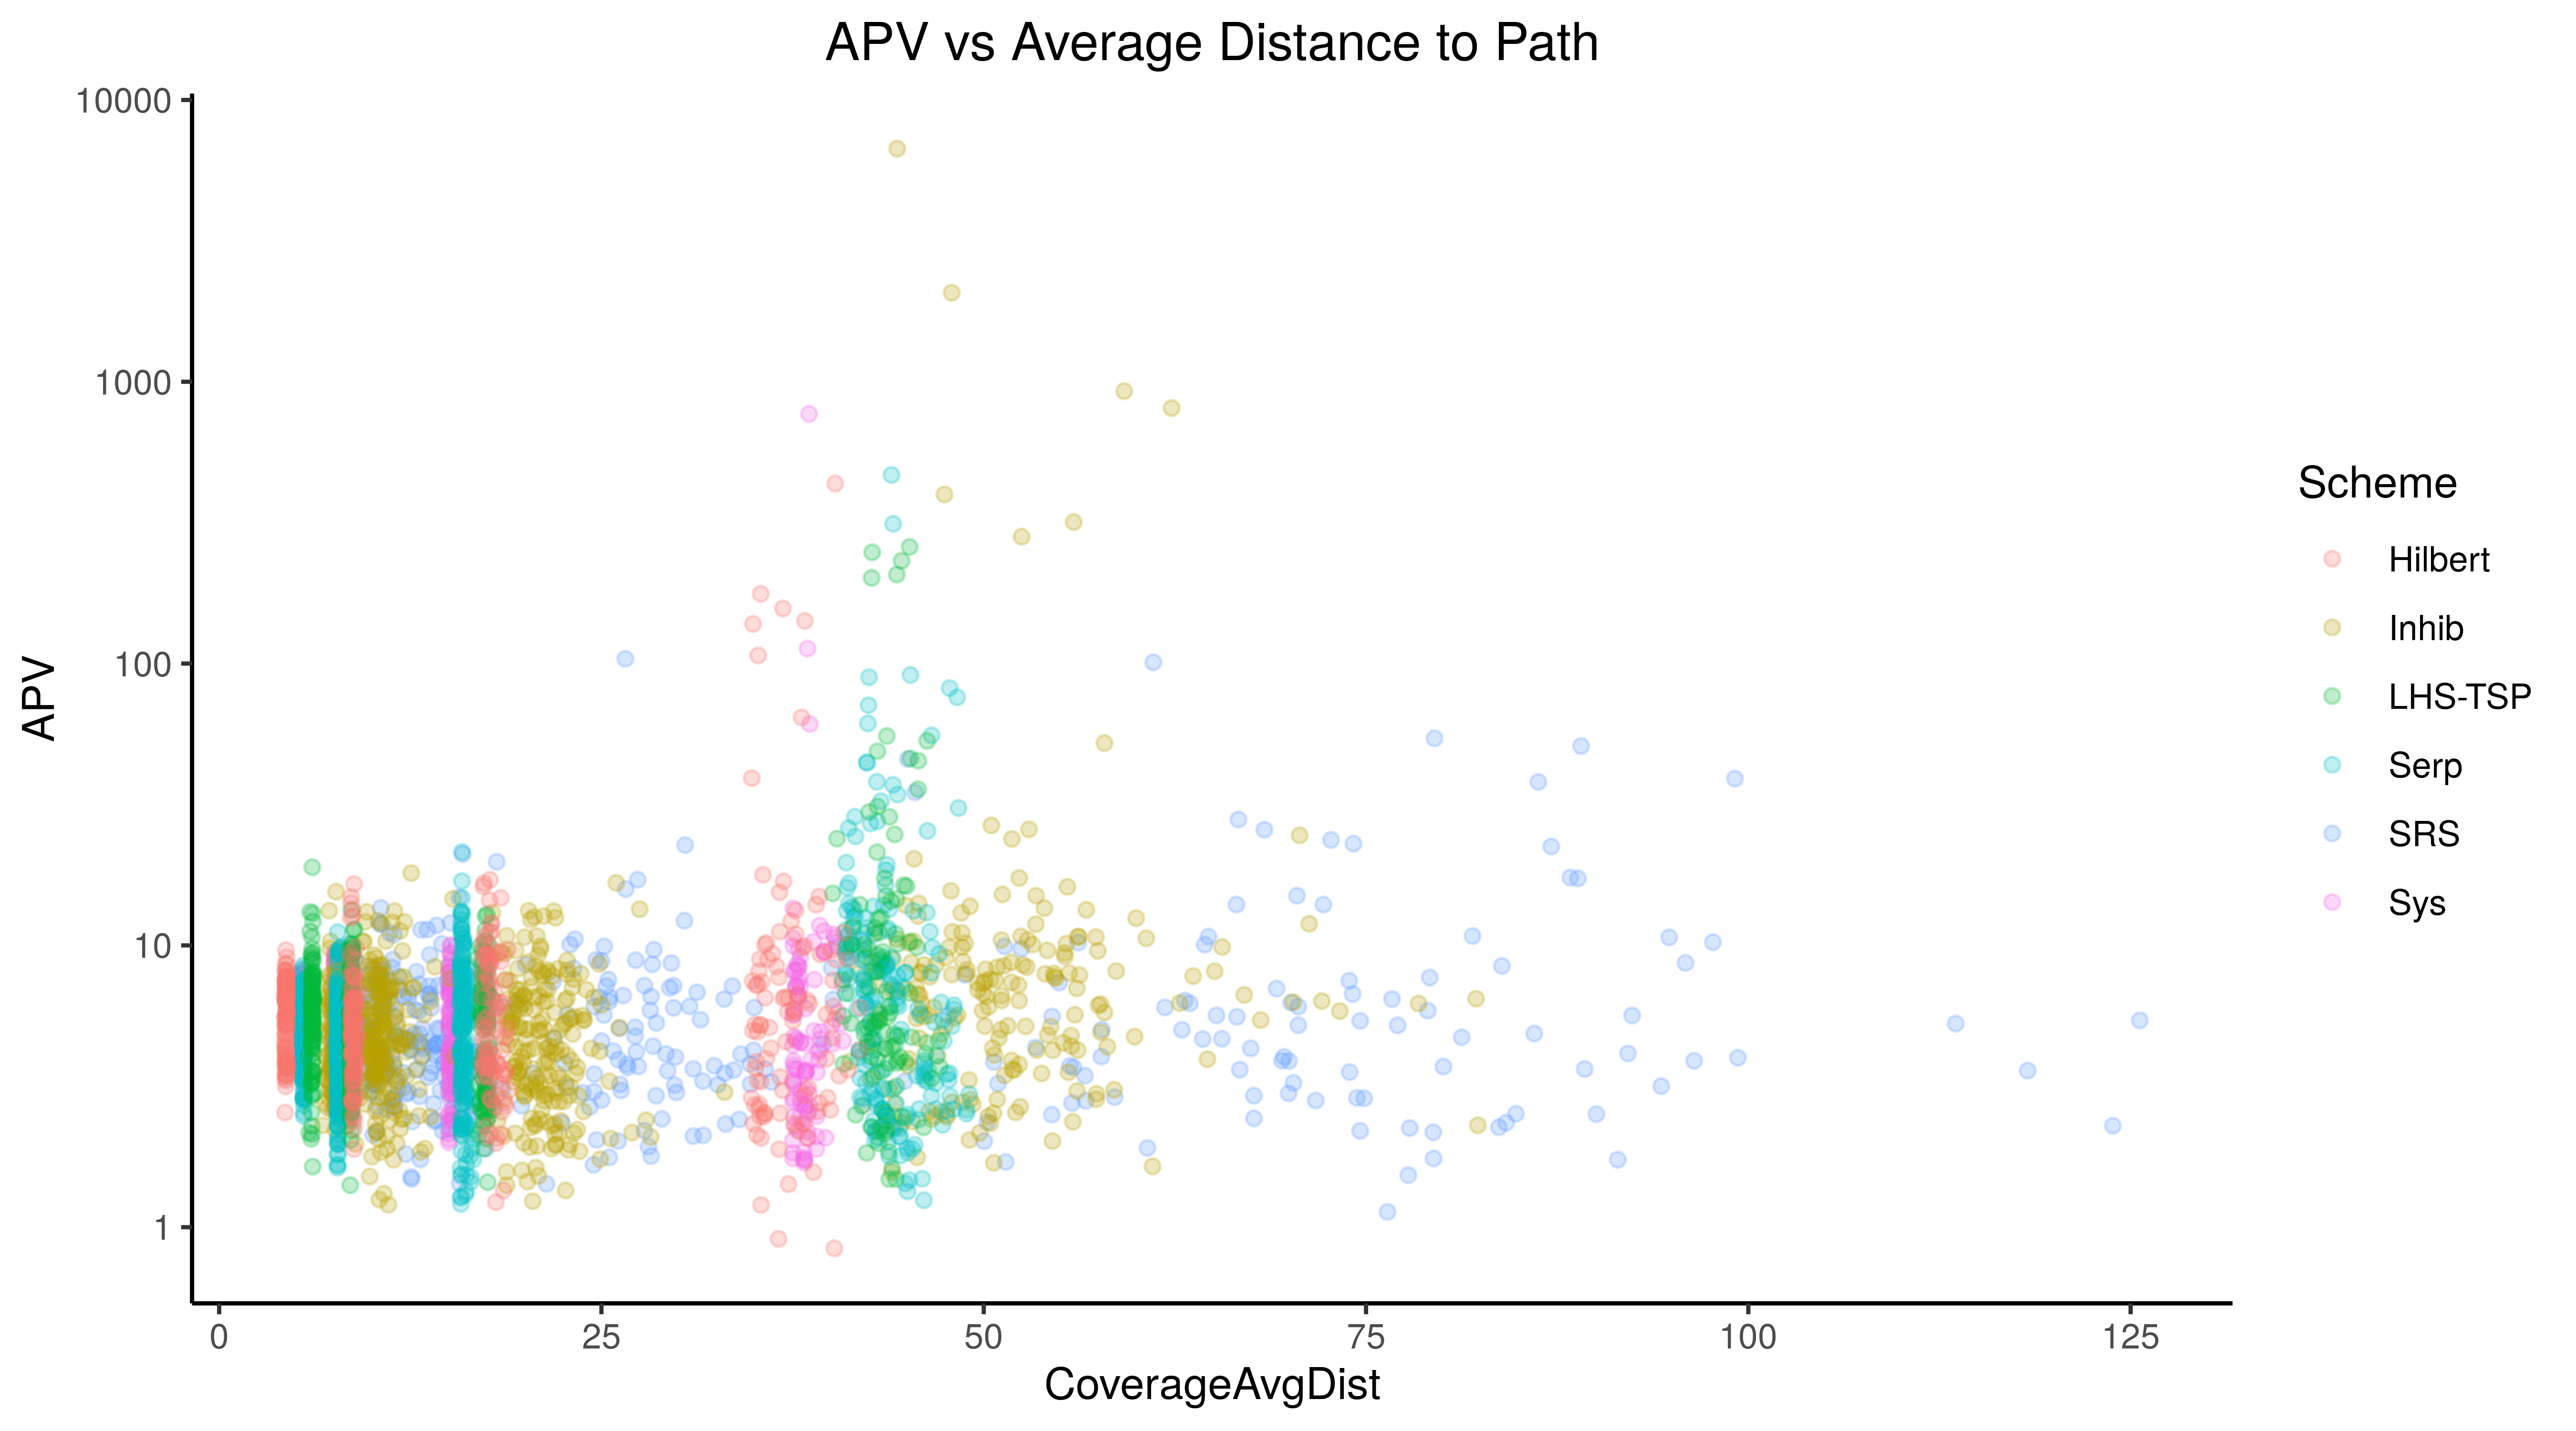 APV vs Average Distance to Path
10000
1000
100
10
1
APV
0 25 50 75 100 125
CoverageAvgDist
Scheme
Hilbert
Inhib
LHS-TSP
Serp
SRS
Sys